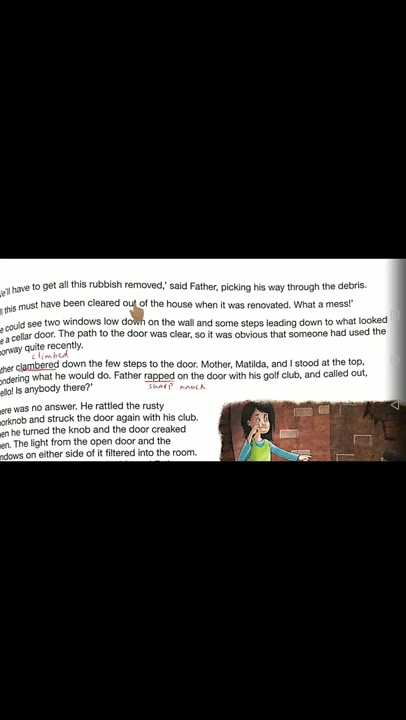 'll have to get all this rubbish removed,' said Father, picking his way through the debris.
ll this must have been cleared out of the house when it was renovated. What a mess!'
e could see two windows low down on the wall and some steps leading down to what looked
e a cellar door. The path to the door was clear, so it was obvious that someone had used the
orway quite recently.
climbed
ther clambered down the few steps to the door. Mother, Matilda, and I stood at the top,
ondering what he would do. Father rapped on the door with his golf club, and called out,
ello! Is anybody there?'
sharp knock
ere was no answer. He rattled the rusty
orknob and struck the door again with his club.
en he turned the knob and the door creaked
en. The light from the open door and the
ndows on either side of it filtered into the room.